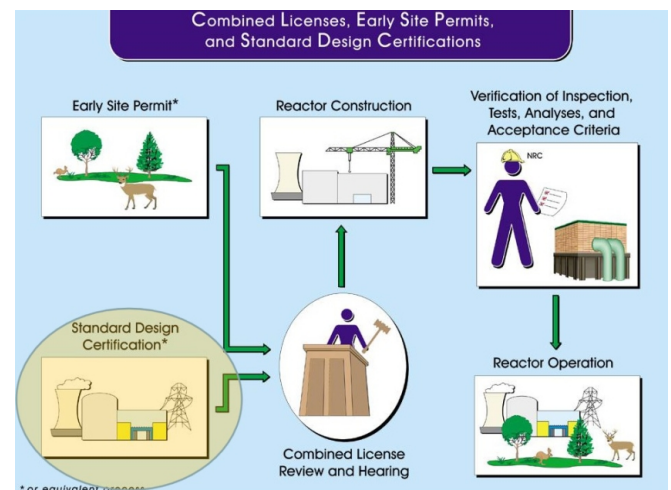 COMBINED LICENSES, EARLY SITE PERMITS,
AND STANDARD DESIGN CERTIFICATIONS
Early Site Permit*
Reactor Construction
Verification of Inspection,
Tests, Analyses, and
Acceptance Criteria
NRC
Standard Design
Certification*
Combined License
Review and Hearing
Reactor Operation
* or equivalent process